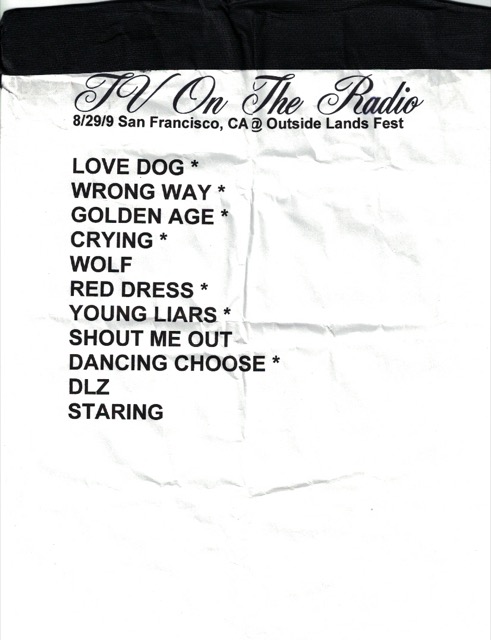 TV On The Radio
8/29/9 San Francisco, CA @ Outside Lands Fest
LOVE DOG *
WRONG WAY *
GOLDEN AGE *
CRYING *
WOLF
RED DRESS *
YOUNG LIARS *
SHOUT ME OUT
DANCING CHOOSE *
DLZ
STARING